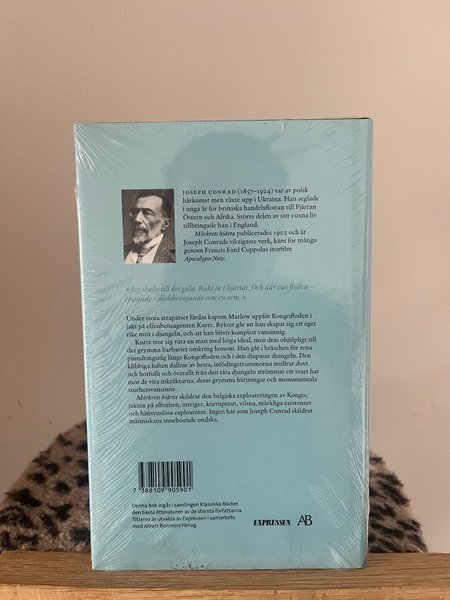 JOSEPH CONRAD (1857–1924) var av polsk
härkomst men växte upp i Ukraina. Han seglade
i unga år för brittiska handelsflottan till Fjärran
Östern och Afrika. Större delen av sitt vuxna liv
tillbringade han i England.
Mörkrets hjärta publicerades 1902 och är
Joseph Conrads viktigaste verk, känt för många
genom Francis Ford Coppolas storfilm
Apocalypse Now.
»Jag skulle till det gula. Rakt in i hjärtat. Och där var floden –
tjusande – dödsbringande som en orm.«
Under stora strapatser färdas kapten Marlow uppför Kongofloden i
jakt på elfenbensagenten Kurtz. Ryktet går att han skapat sig ett eget
rike mitt i djungeln, och att han blivit komplett vansinnig.
Kurtz tror sig vara en man med höga ideal, men dras ohjälpligt till
det grymma barbariet omkring honom. Han går i bräschen för rena
plundringståg längs Kongofloden och i den djupaste djungeln. Den
klibbiga luften dallrar av hetta, infödingstrummorna mullrar dovt
och hotfullt och överallt från den täta djungeln strömmar ett svart hat
mot de vita inkräktarna, deras grymma härjningar och monumentala
storhetsvansinne.
Mörkrets hjärta skildrar den belgiska exploateringen av Kongo;
jakten på elfenben, intriger, korruption, vilsna, märkliga existenser
och hänsynslösa exploatörer. Ingen har som Joseph Conrad skildrat
människans inneboende ondska.
7 388109 905901
Denna bok ingår i samlingen Klassiska Böcker,
den bästa litteraturen av de största författarna.
Titlarna är utvalda av Expressen i samarbete
med Albert Bonniers Förlag.
EXPRESSEN AB